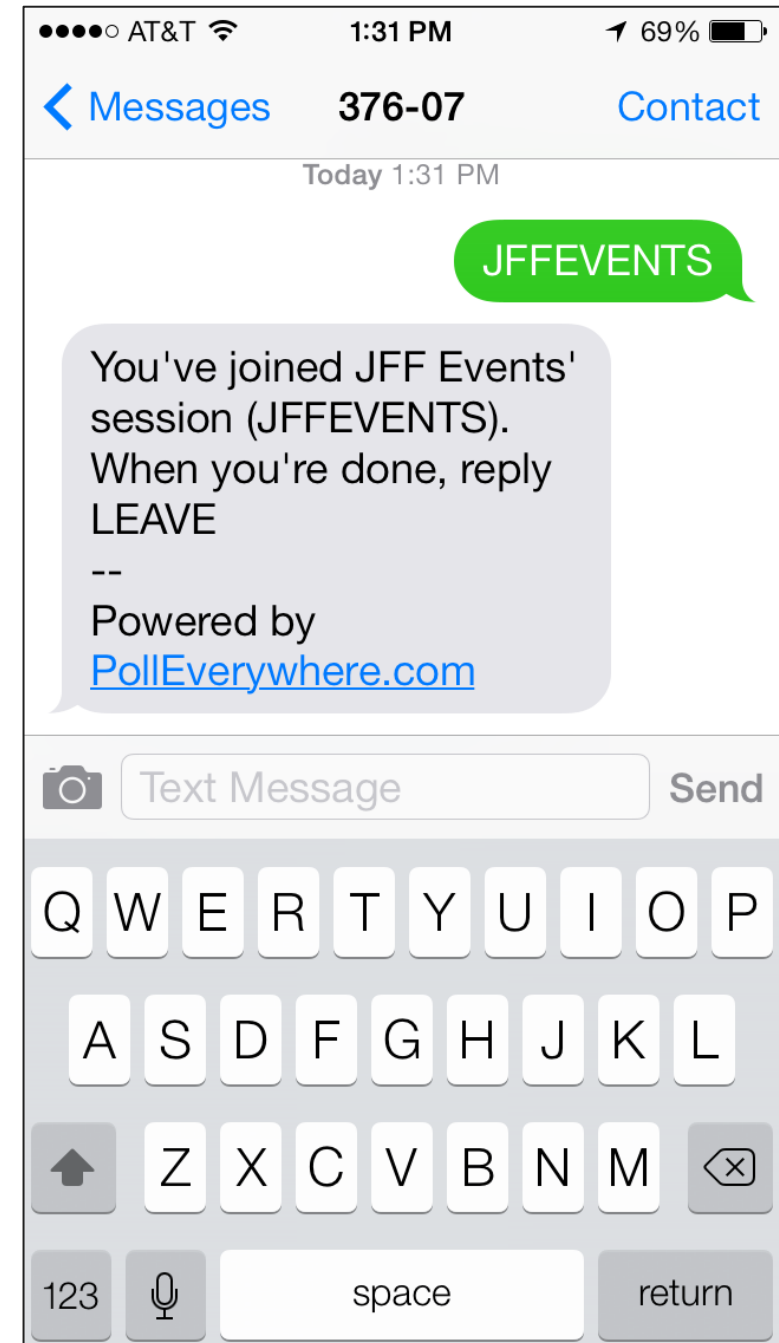 AT&T 1:31 PM 69%
Messages 376-07 Contact
Today 1:31 PM
JFFEVENTS
You've joined JFF Events'
session (JFFEVENTS).
When you're done, reply
LEAVE
--
Powered by
PollEverywhere.com
Text Message Send
Q W E R T Y U I O P
A S D F G H J K L
Z X C V B N M
123 space return